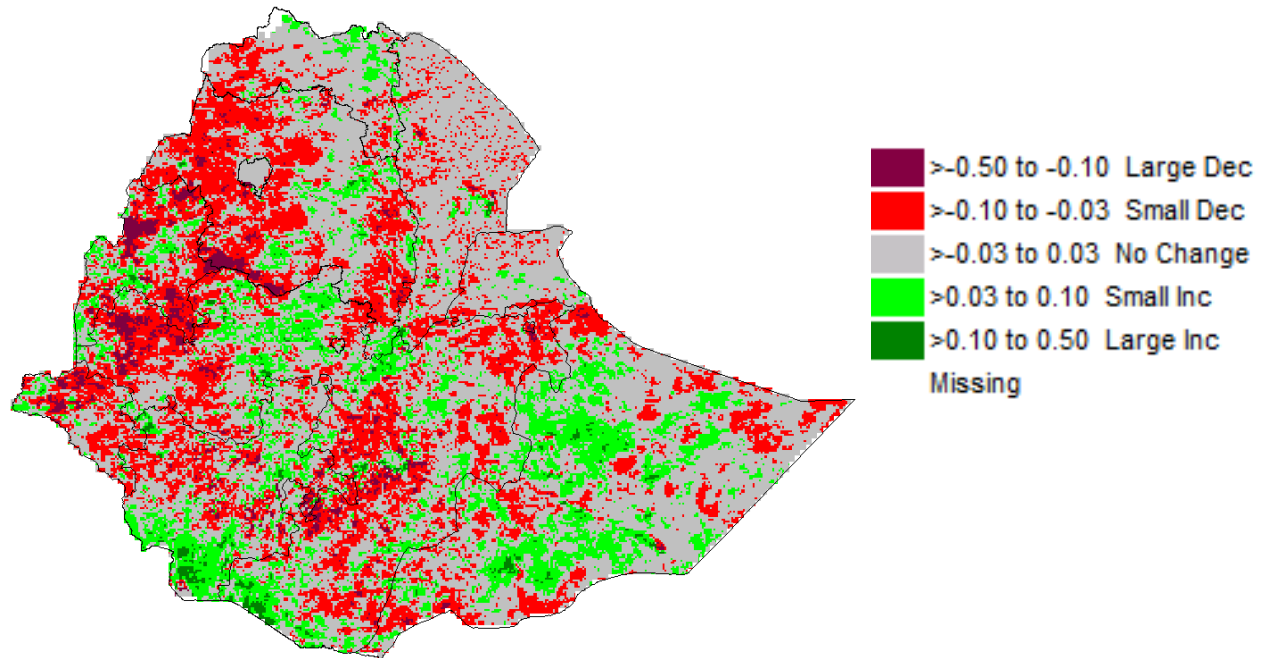 >-0.50 to -0.10 Large Dec
>-0.10 to -0.03 Small Dec
>-0.03 to 0.03 No Change
>0.03 to 0.10 Small Inc
>0.10 to 0.50 Large Inc
Missing